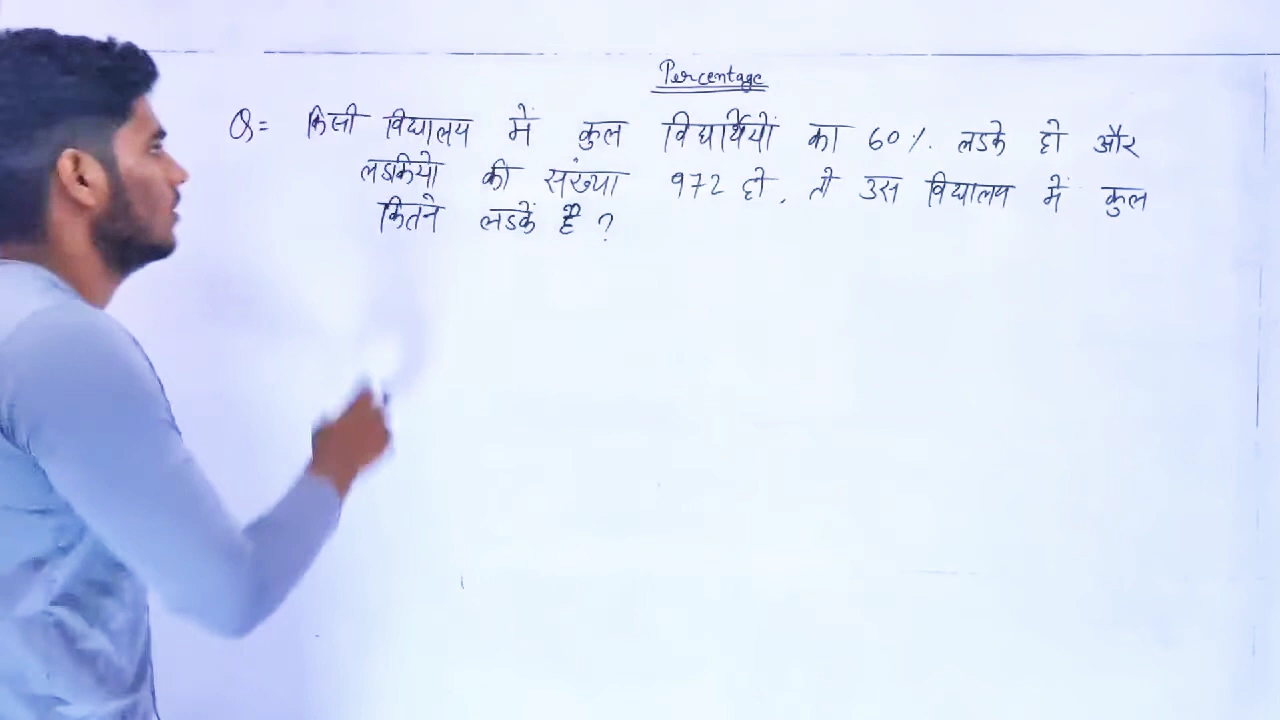 Percentage
Q= किसी विद्यालय में कुल विद्यार्थियों का 60%. लडके हो और
लडकियो की संख्या 972 हो, तो उस विद्यालय में कुल
कितने लडकें है ?